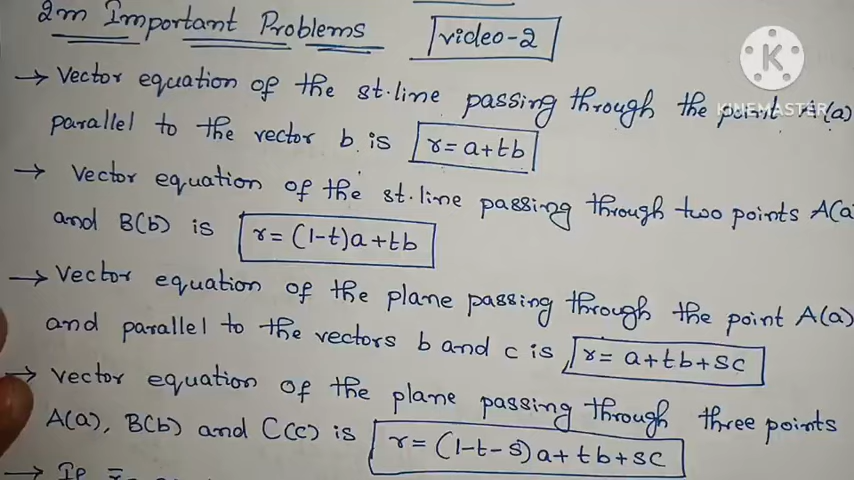 2m Important Problems video-2
KINEMASTER
→ Vector equation of the st.line passing through the point A(a)
parallel to the vector b is r=a+tb
→ Vector equation of the st.line passing through two points A(a
and B(b) is r=(1-t)a+tb
→ Vector equation of the plane passing through the point A(a)
and parallel to the vectors b and c is r=a+tb+sc
→ Vector equation of the plane passing through three points
A(a), B(b) and C(c) is r=(1-t-s)a+tb+sc
→ If